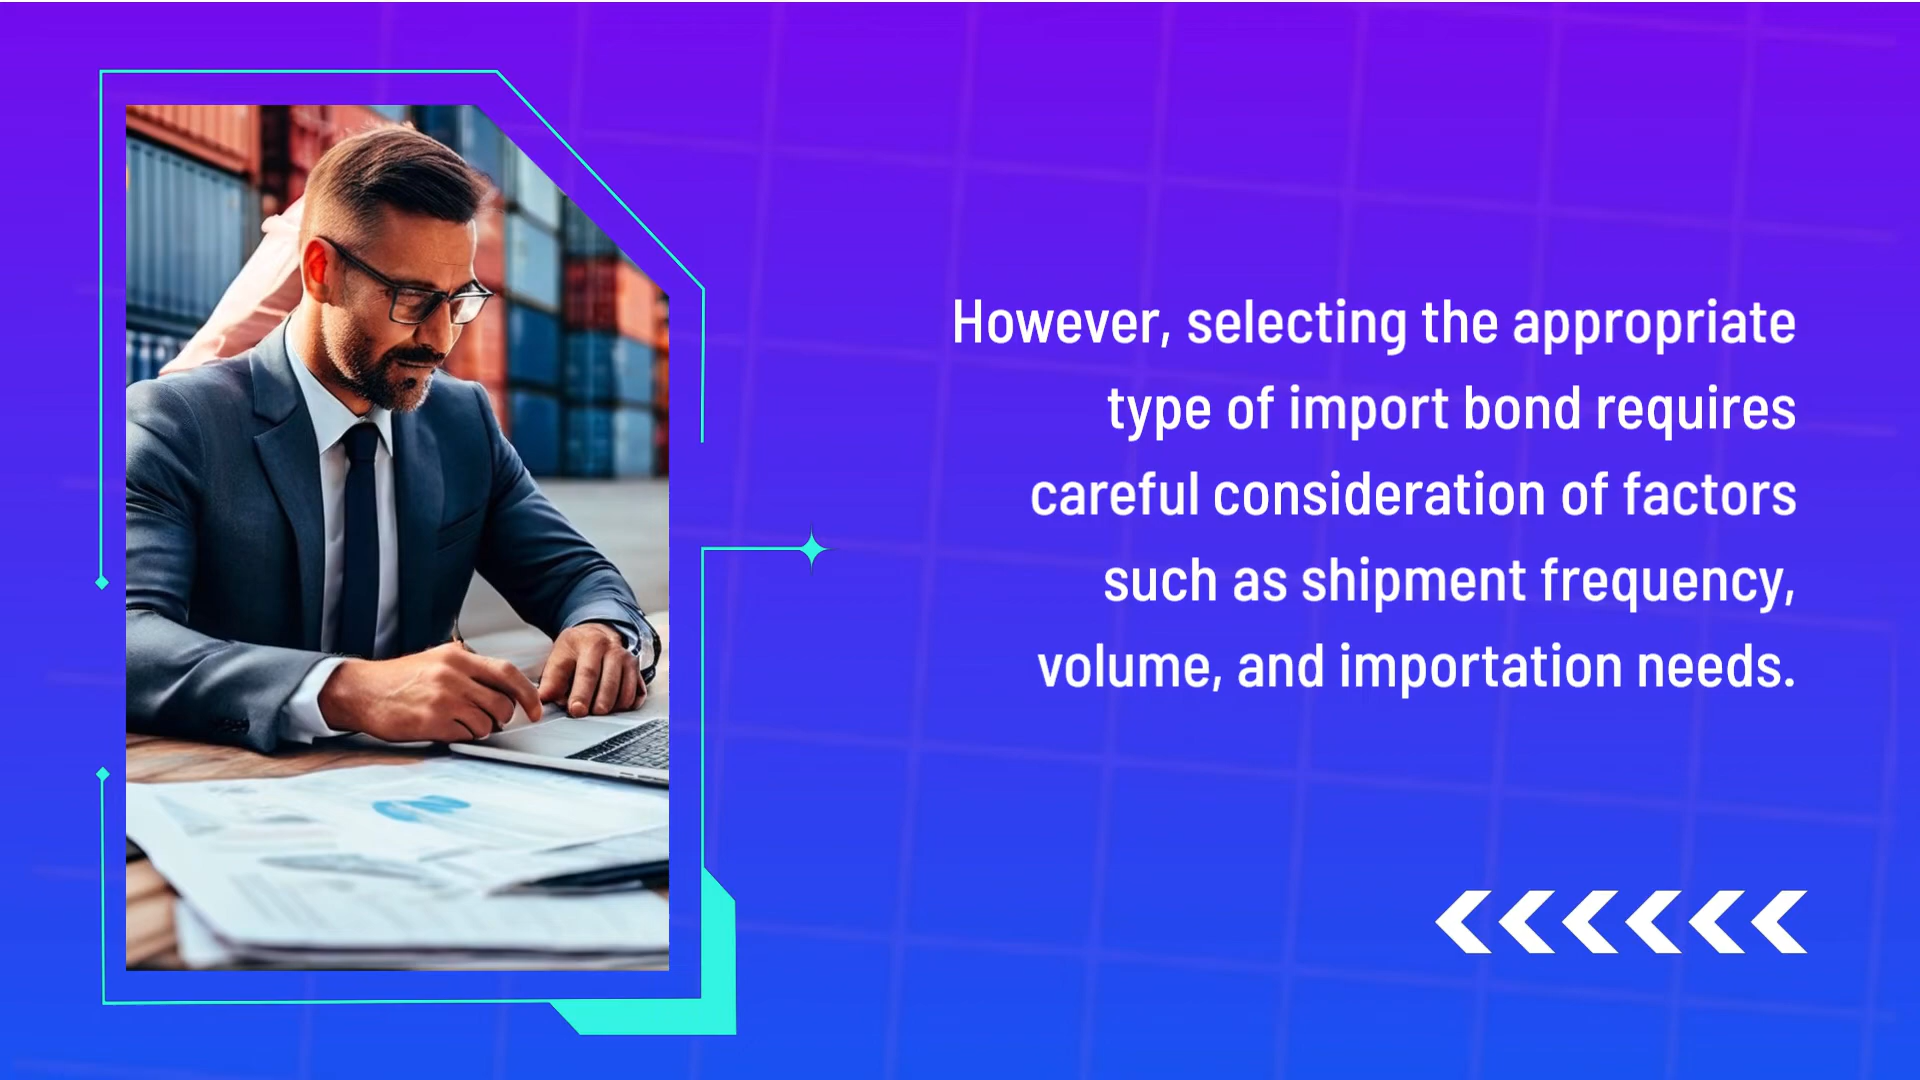 However, selecting the appropriate
type of import bond requires
careful consideration of factors
such as shipment frequency,
volume, and importation needs.